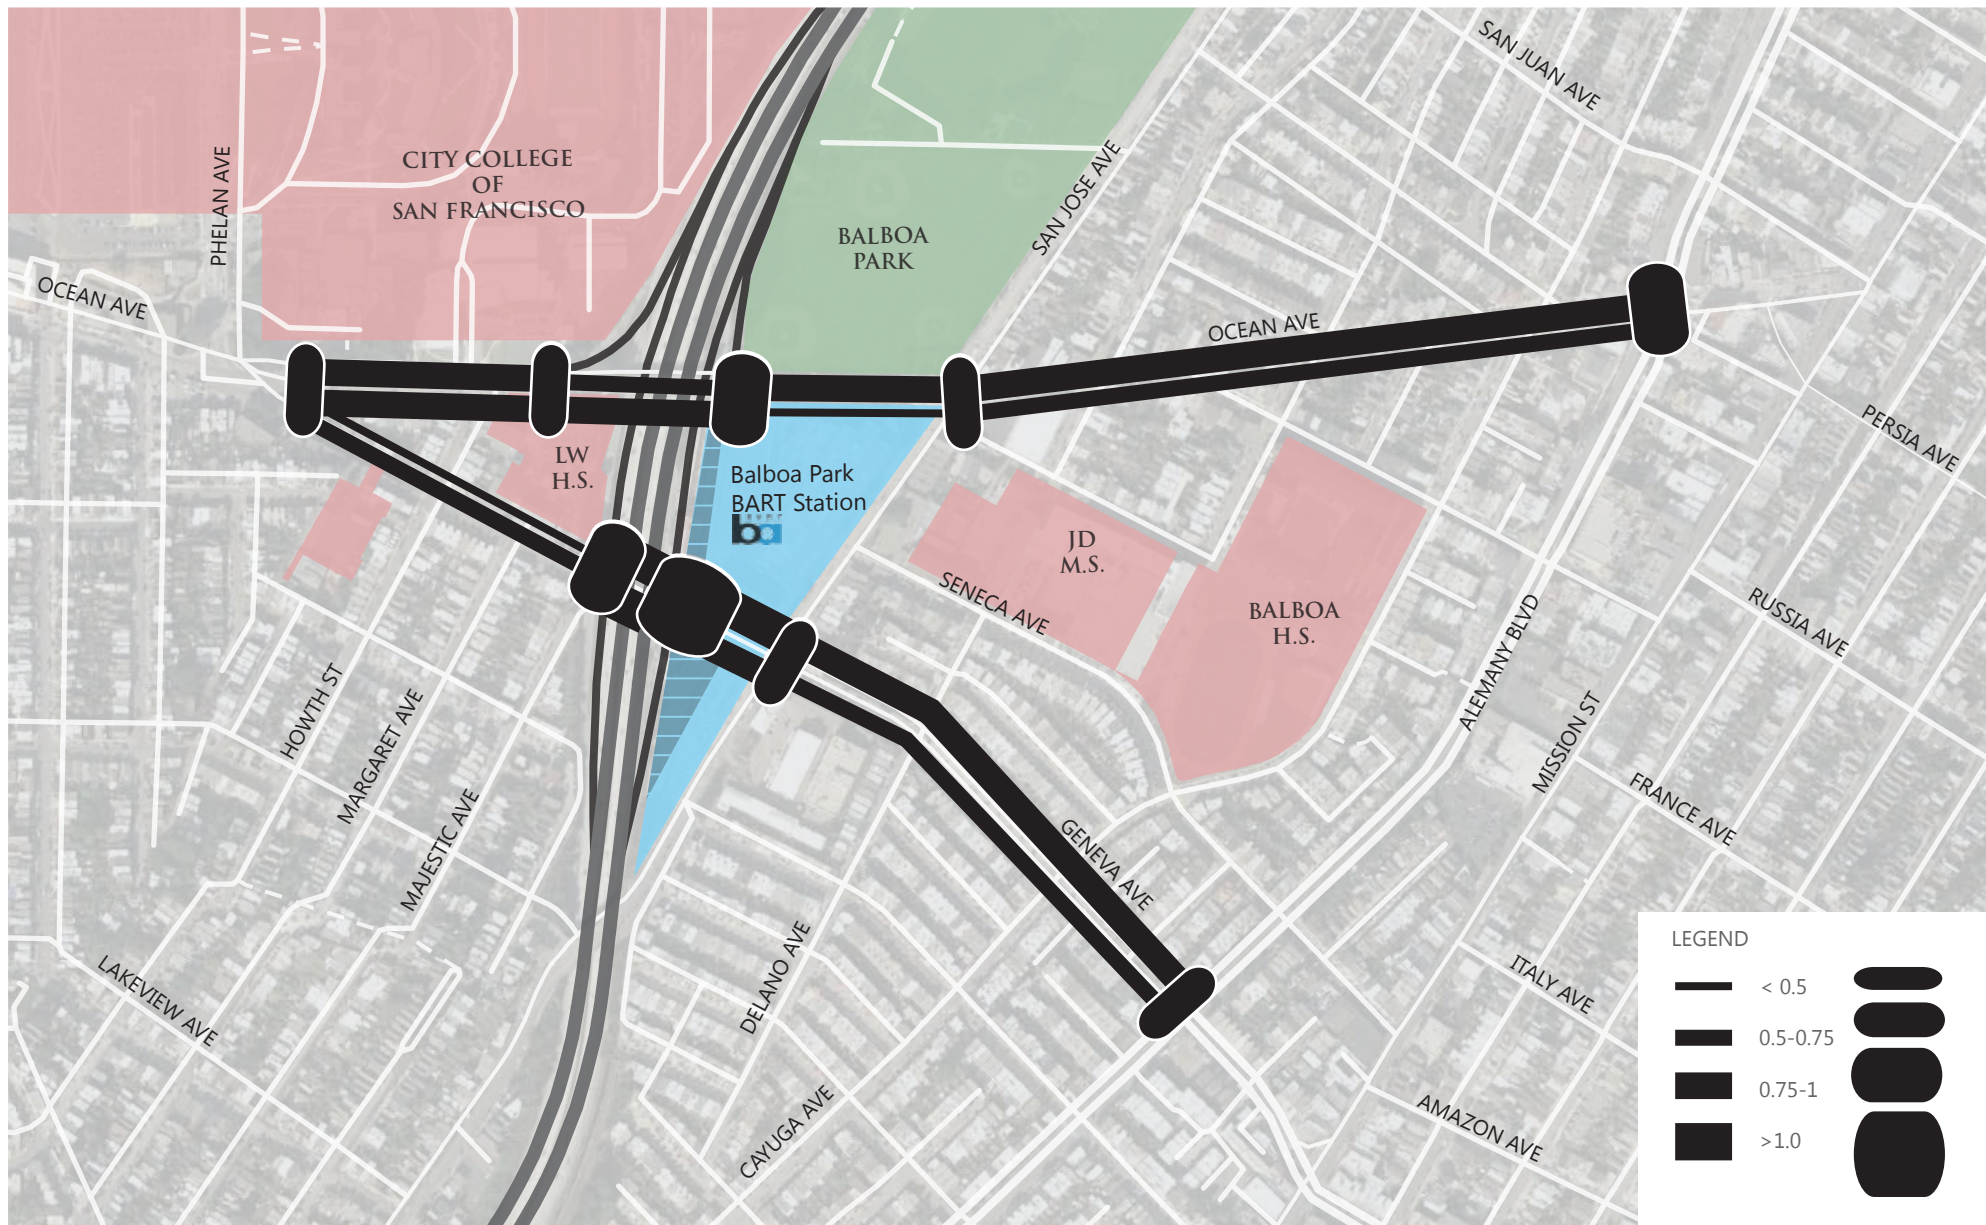 SAN JUAN AVE
PHELAN AVE
CITY COLLEGE
OF
SAN FRANCISCO
SAN JOSE AVE
BALBOA
PARK
OCEAN AVE
OCEAN AVE
PERSIA AVE
LW
H.S.
Balboa Park
BART Station
ba
JD
M.S.
SENECA AVE
BALBOA
H.S.
RUSSIA AVE
ALEMANY BLVD
HOWTH ST
MARGARET AVE
MISSION ST
MAJESTIC AVE
FRANCE AVE
GENEVA AVE
DELANO AVE
LAKEVIEW AVE
ITALY AVE
CAYUGA AVE
AMAZON AVE
LEGEND
< 0.5
0.5-0.75
0.75-1
>1.0